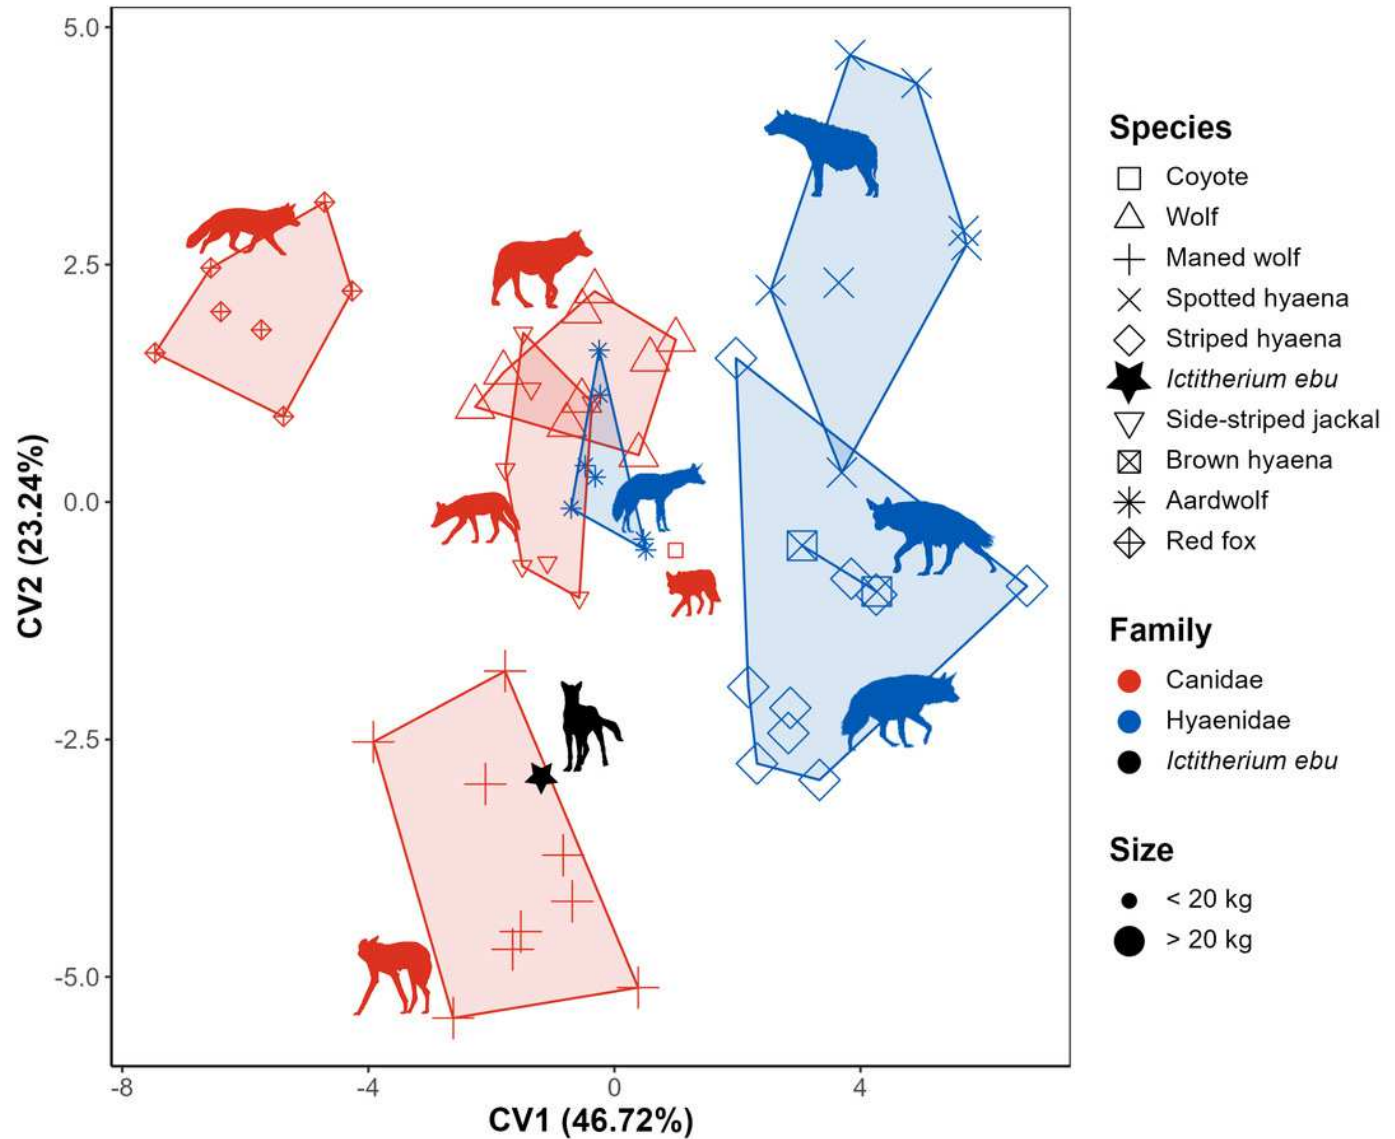 5.0
2.5
0.0
-2.5
-5.0
CV2 (23.24%)
-8
-4
0
4
CV1 (46.72%)
Species
Coyote
Wolf
Maned wolf
Spotted hyaena
Striped hyaena
Ictitherium ebu
Side-striped jackal
Brown hyaena
Aardwolf
Red fox
Family
Canidae
Hyaenidae
Ictitherium ebu
Size
< 20 kg
> 20 kg